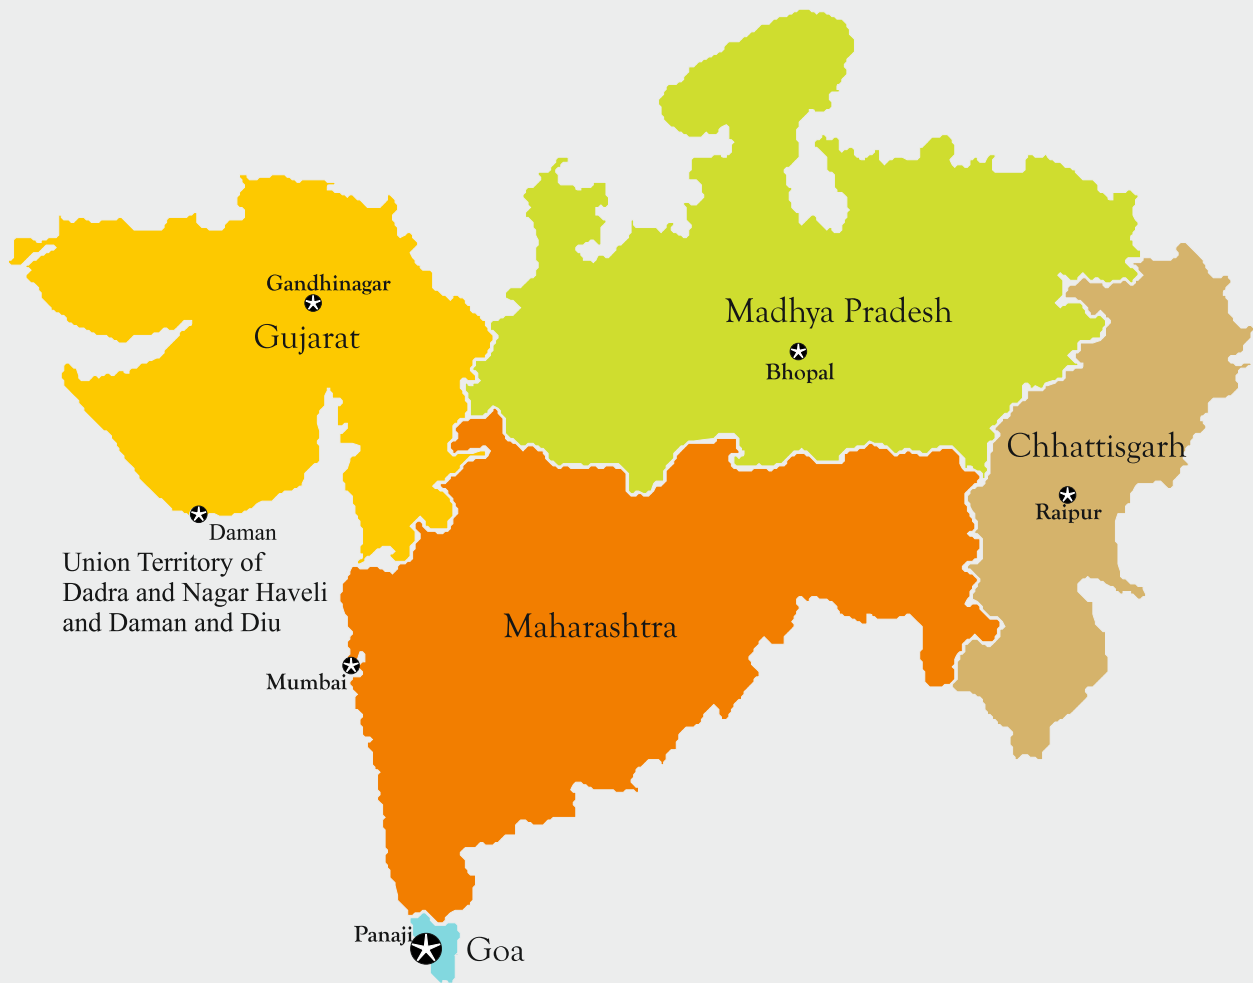 Gandhinagar
Gujarat
Madhya Pradesh
Bhopal
Chhattisgarh
Raipur
Daman
Union Territory of
Dadra and Nagar Haveli
and Daman and Diu
Maharashtra
Mumbai
Panaji
Goa